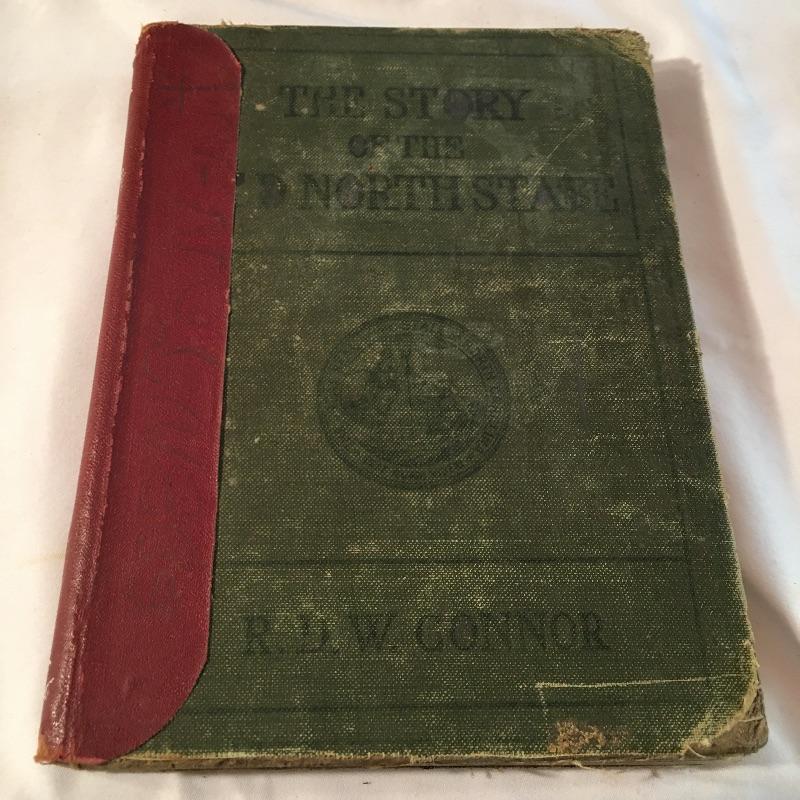 THE STORY
OF THE
D NORTH STATE
R. D. W. CONNOR